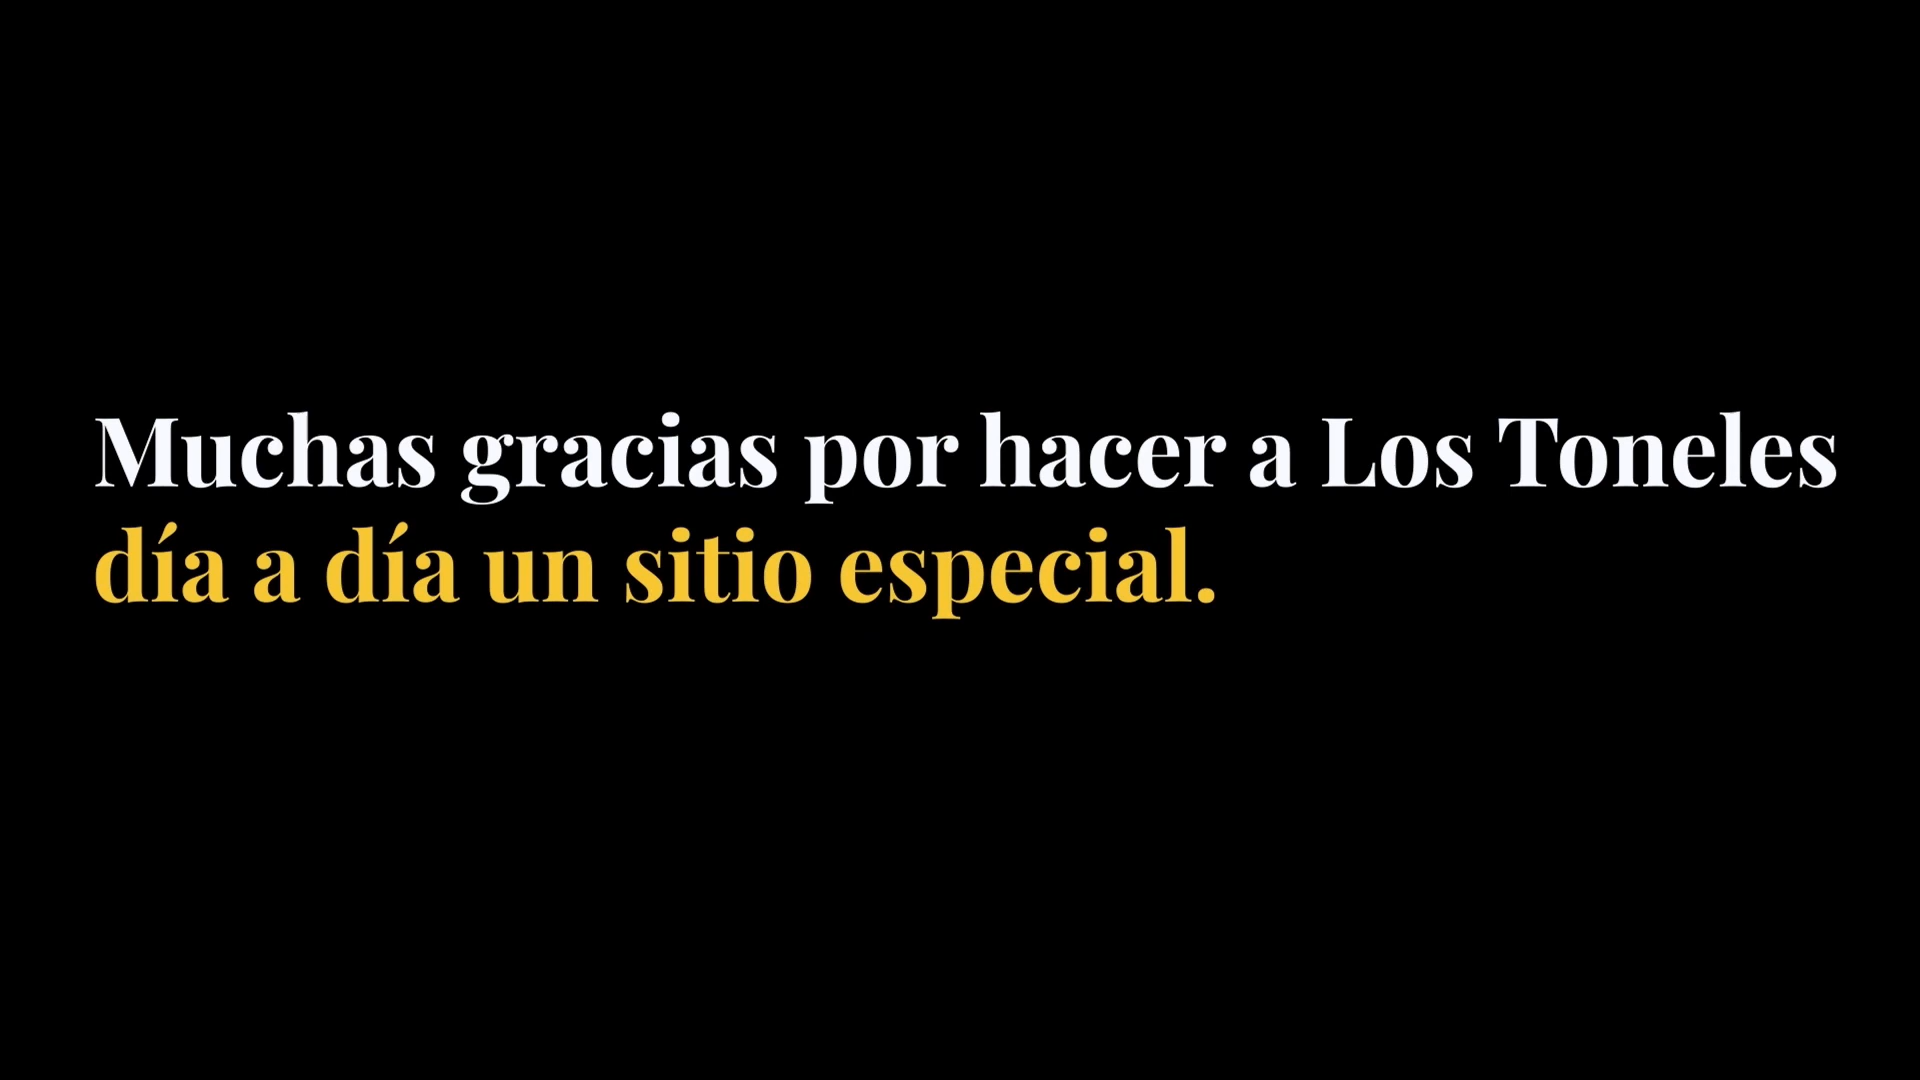 Muchas gracias por hacer a Los Toneles
día a día un sitio especial.